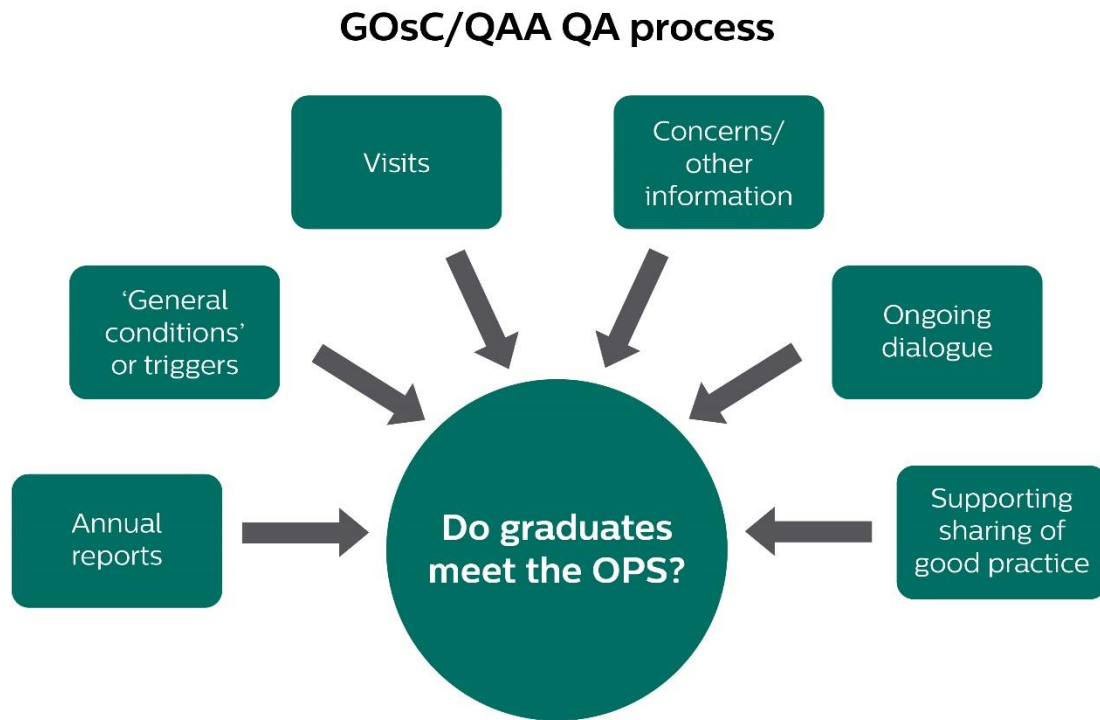 GOsC/QAA QA process
Visits
Concerns/
other
information
‘General
conditions’
or triggers
Ongoing
dialogue
Annual
reports
Do graduates
meet the OPS?
Supporting
sharing of
good practice